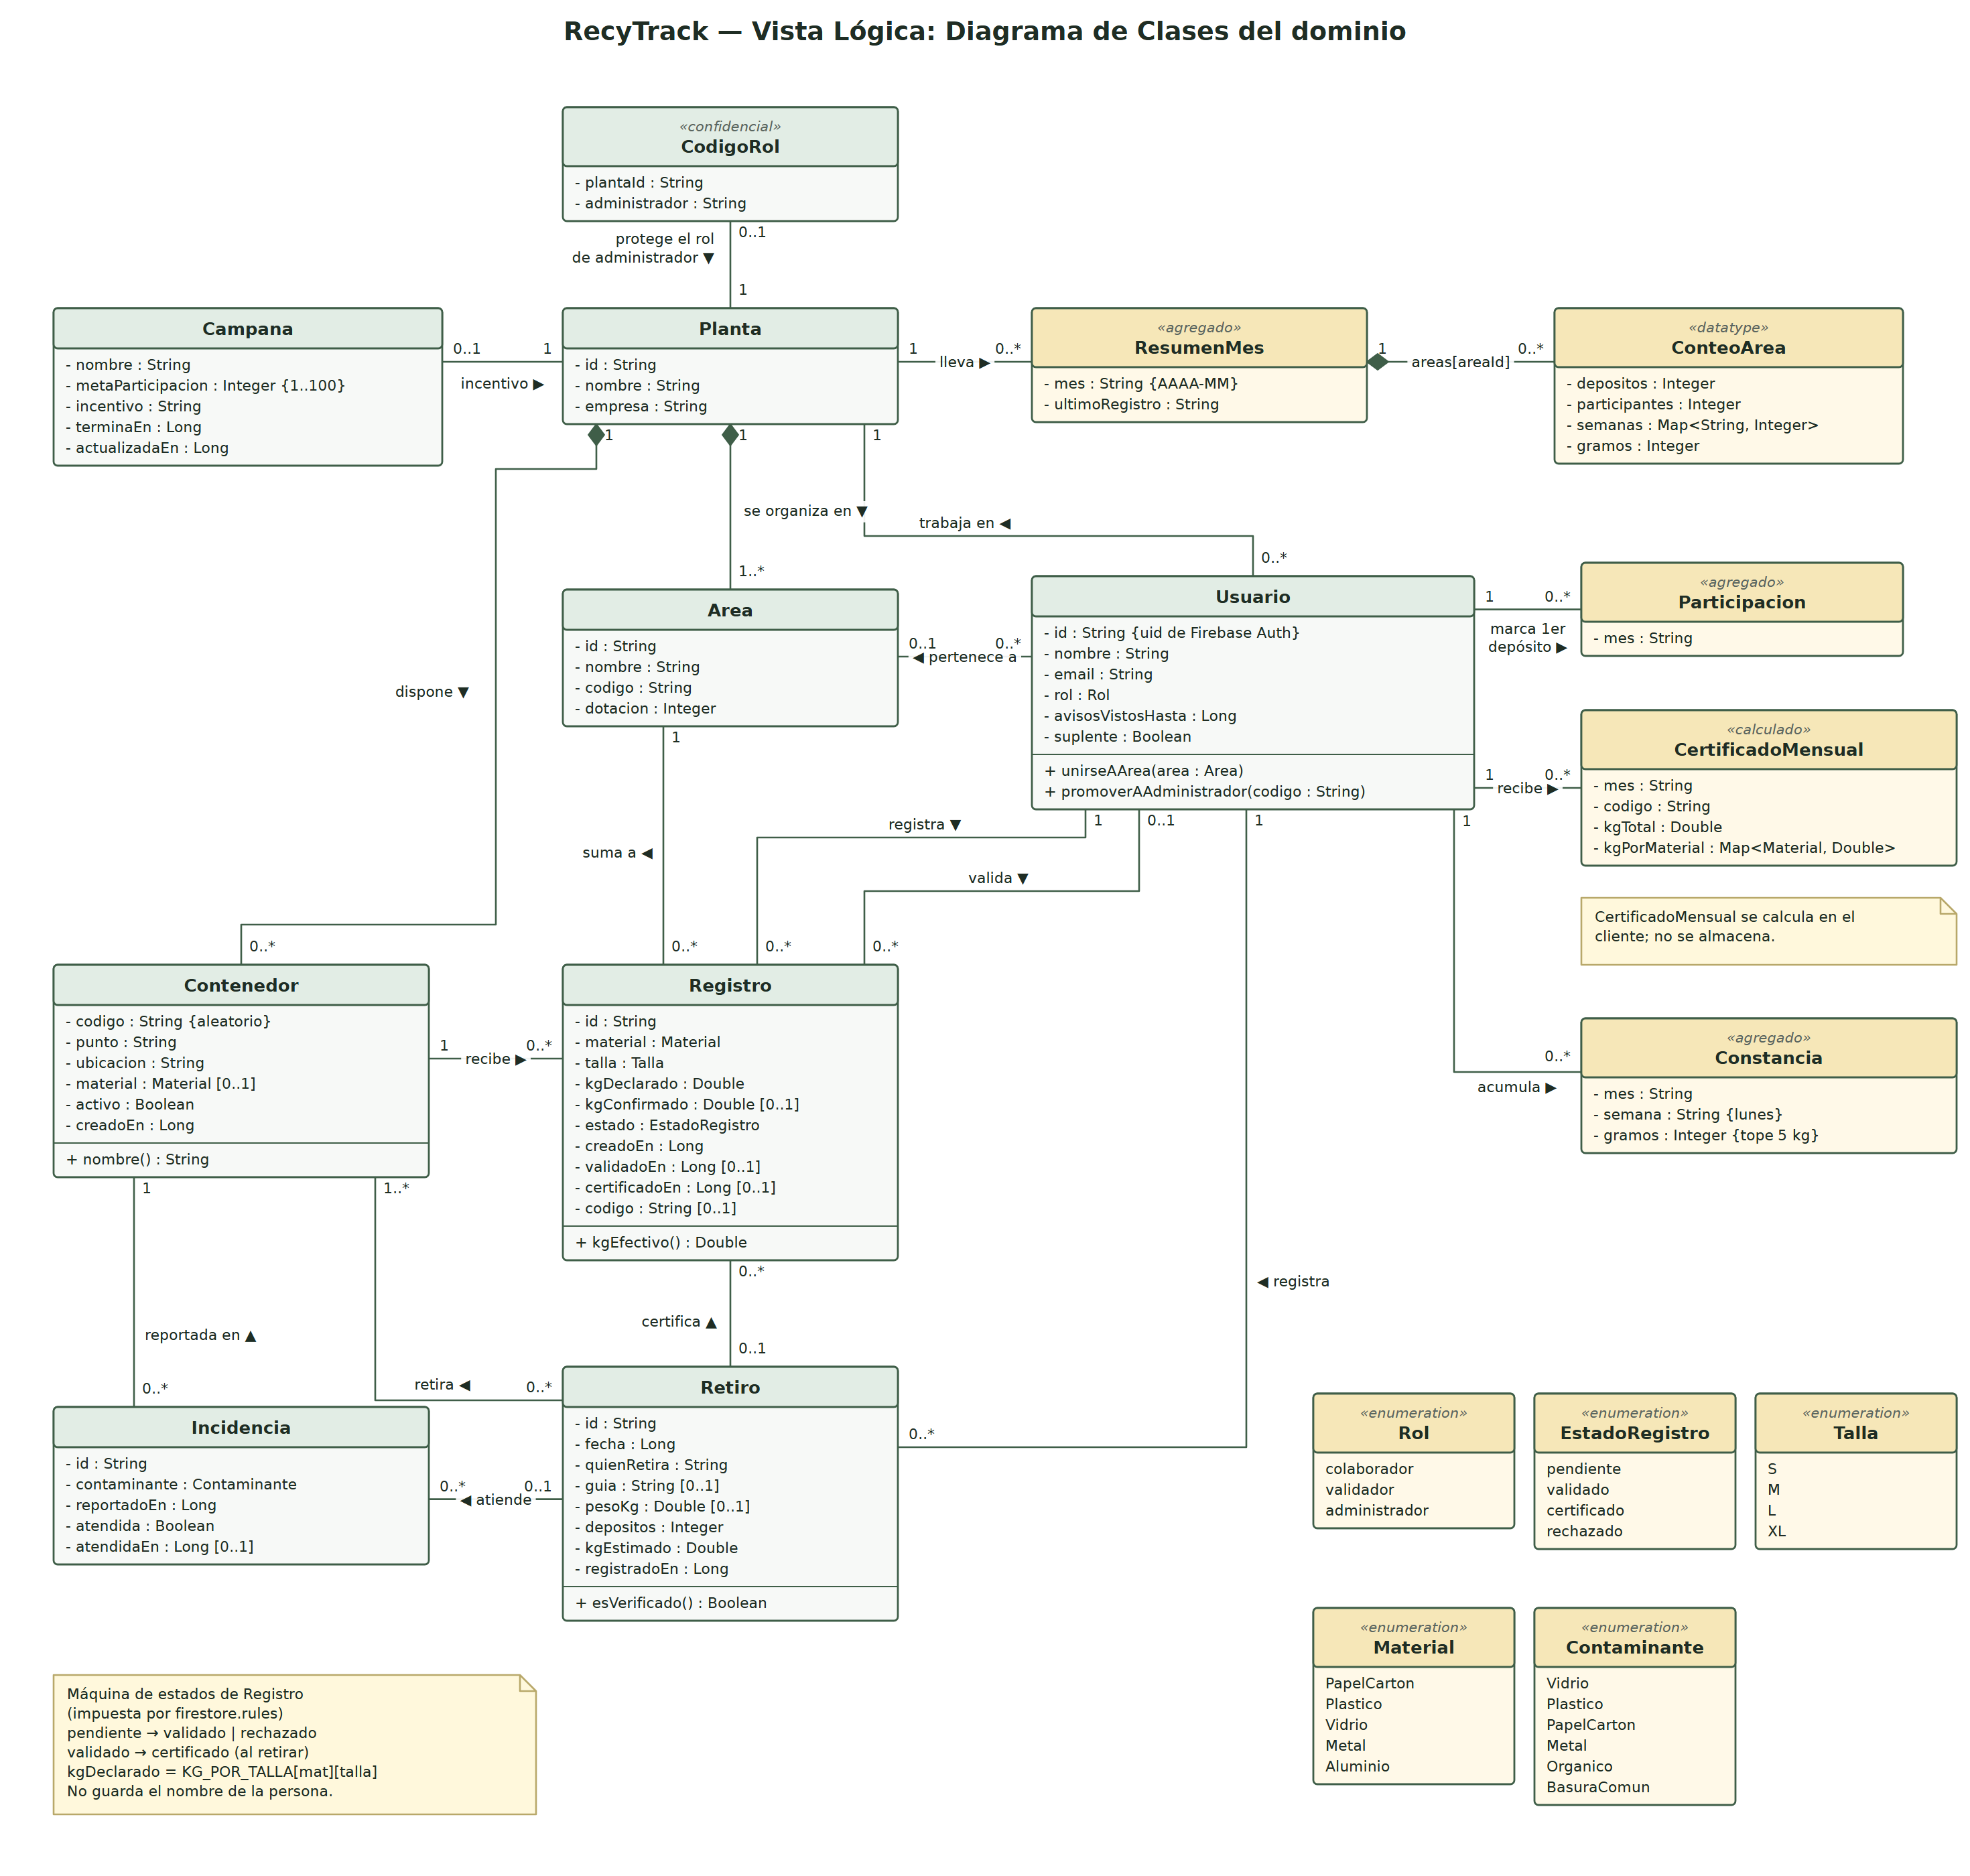 RecyTrack — Vista Lógica: Diagrama de Clases del dominio
«confidencial»
CodigoRol
- plantaId : String
- administrador : String
0..1
protege el rol
de administrador ▼
1
Campana
- nombre : String
- metaParticipacion : Integer {1..100}
- incentivo : String
- terminaEn : Long
- actualizadaEn : Long
0..1
1
incentivo ▶
Planta
- id : String
- nombre : String
- empresa : String
1
lleva ▶
0..*
«agregado»
ResumenMes
- mes : String {AAAA-MM}
- ultimoRegistro : String
1
areas[areaId]
0..*
«datatype»
ConteoArea
- depositos : Integer
- participantes : Integer
- semanas : Map<String, Integer>
- gramos : Integer
1
1
1
se organiza en ▼
trabaja en ◀
1..*
0..*
dispone ▼
Area
- id : String
- nombre : String
- codigo : String
- dotacion : Integer
0..1
0..*
◀ pertenece a
Usuario
- id : String {uid de Firebase Auth}
- nombre : String
- email : String
- rol : Rol
- avisosVistosHasta : Long
- suplente : Boolean
+ unirseAArea(area : Area)
+ promoverAAdministrador(codigo : String)
1
0..*
marca 1er
depósito ▶
«agregado»
Participacion
- mes : String
1
0..*
recibe ▶
«calculado»
CertificadoMensual
- mes : String
- codigo : String
- kgTotal : Double
- kgPorMaterial : Map<Material, Double>
CertificadoMensual se calcula en el
cliente; no se almacena.
1
suma a ◀
registra ▼
1
0..1
1
1
valida ▼
0..*
0..*
0..*
0..*
Contenedor
- codigo : String {aleatorio}
- punto : String
- ubicacion : String
- material : Material [0..1]
- activo : Boolean
- creadoEn : Long
+ nombre() : String
1
0..*
recibe ▶
Registro
- id : String
- material : Material
- talla : Talla
- kgDeclarado : Double
- kgConfirmado : Double [0..1]
- estado : EstadoRegistro
- creadoEn : Long
- validadoEn : Long [0..1]
- certificadoEn : Long [0..1]
- codigo : String [0..1]
+ kgEfectivo() : Double
0..*
acumula ▶
«agregado»
Constancia
- mes : String
- semana : String {lunes}
- gramos : Integer {tope 5 kg}
1
1..*
0..*
◀ registra
certifica ▲
reportada en ▲
0..1
0..*
retira ◀
0..*
0..*
Incidencia
- id : String
- contaminante : Contaminante
- reportadoEn : Long
- atendida : Boolean
- atendidaEn : Long [0..1]
0..*
0..1
◀ atiende
Retiro
- id : String
- fecha : Long
- quienRetira : String
- guia : String [0..1]
- pesoKg : Double [0..1]
- depositos : Integer
- kgEstimado : Double
- registradoEn : Long
+ esVerificado() : Boolean
«enumeration»
Rol
colaborador
validador
administrador
«enumeration»
EstadoRegistro
pendiente
validado
certificado
rechazado
«enumeration»
Talla
S
M
L
XL
«enumeration»
Material
PapelCarton
Plastico
Vidrio
Metal
Aluminio
«enumeration»
Contaminante
Vidrio
Plastico
PapelCarton
Metal
Organico
BasuraComun
Máquina de estados de Registro
(impuesta por firestore.rules)
pendiente → validado | rechazado
validado → certificado (al retirar)
kgDeclarado = KG_POR_TALLA[mat][talla]
No guarda el nombre de la persona.